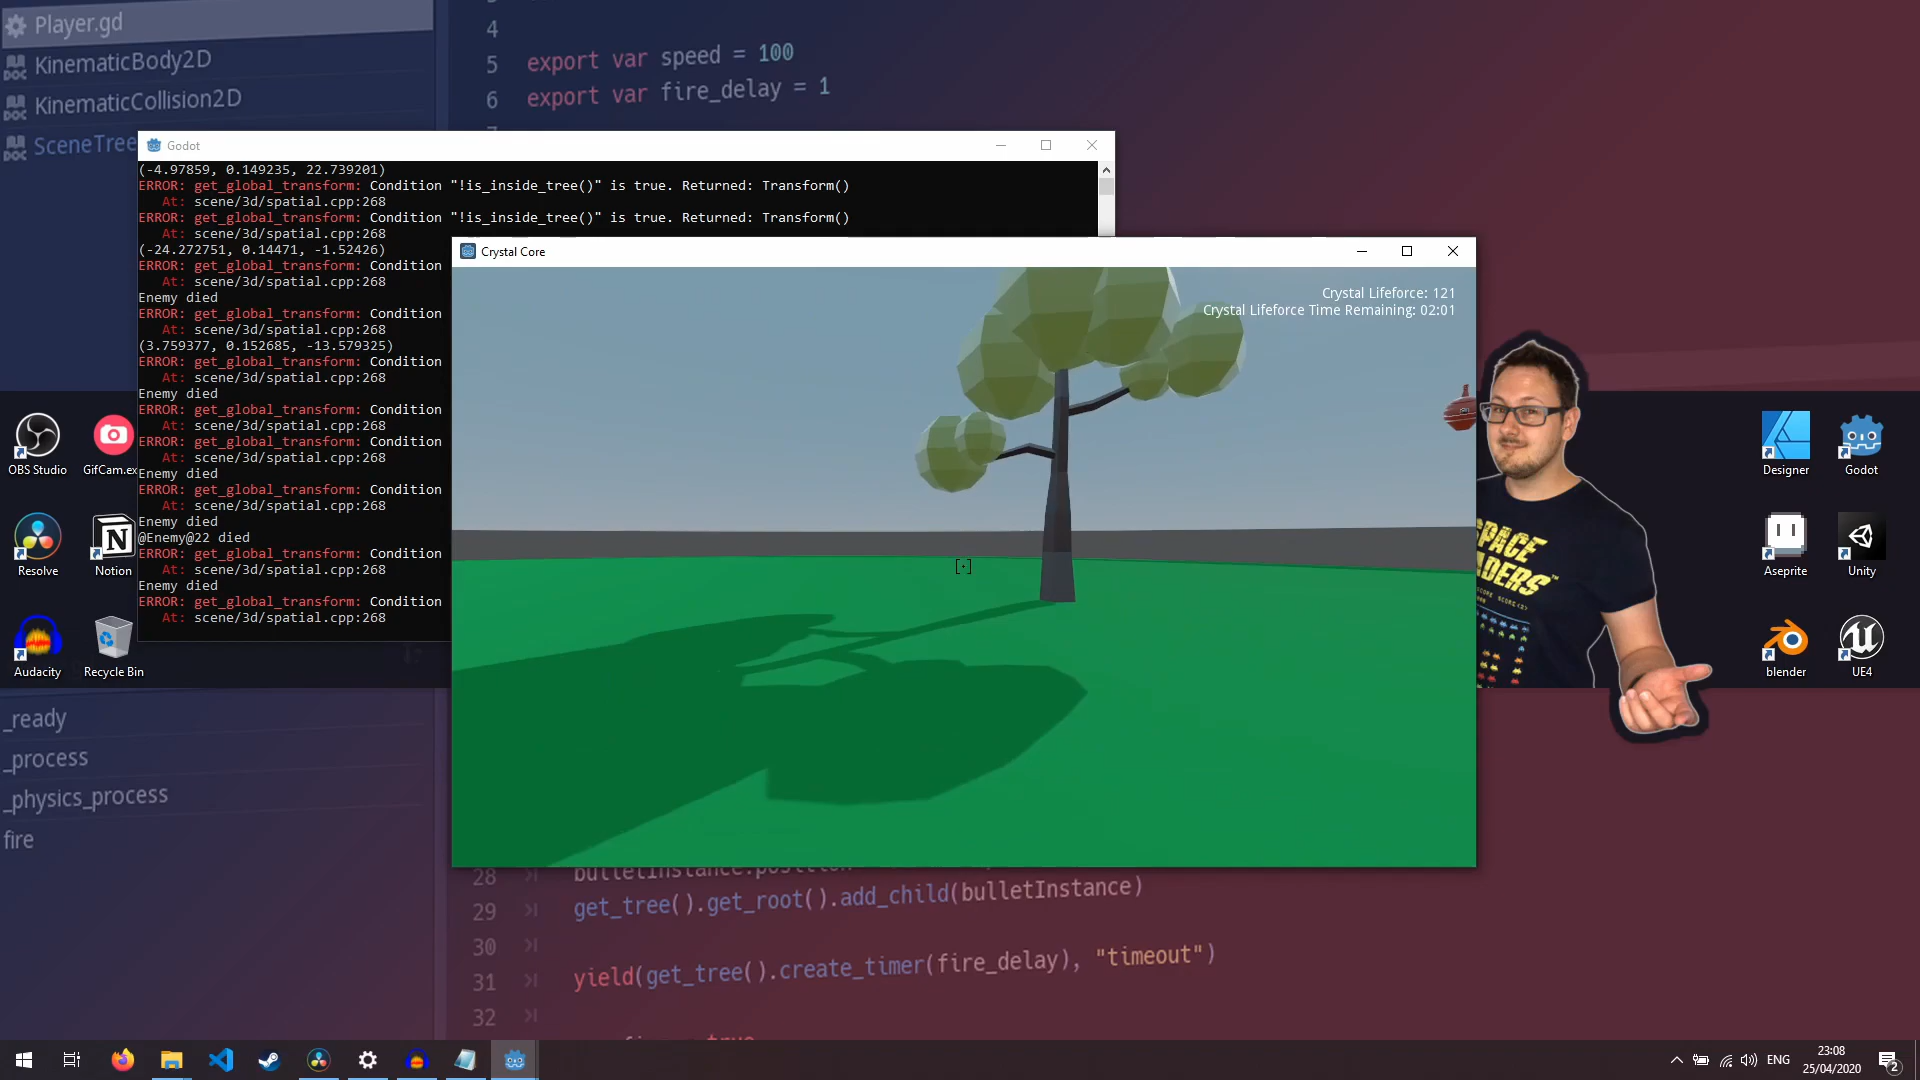 Player.gd
KinematicBody2D
KinematicCollision2D
SceneTree
4
5 export var speed = 100
6 export var fire_delay = 1
Godot
(-4.97859, 0.149235, 22.739201)
ERROR: get_global_transform: Condition "!is_inside_tree()" is true. Returned: Transform()
At: scene/3d/spatial.cpp:268
ERROR: get_global_transform: Condition "!is_inside_tree()" is true. Returned: Transform()
At: scene/3d/spatial.cpp:268
(-24.272751, 0.14471, -1.52426)
ERROR: get_global_transform: Condition
At: scene/3d/spatial.cpp:268
Enemy died
ERROR: get_global_transform: Condition
At: scene/3d/spatial.cpp:268
(3.759377, 0.152685, -13.579325)
ERROR: get_global_transform: Condition
At: scene/3d/spatial.cpp:268
Enemy died
ERROR: get_global_transform: Condition
At: scene/3d/spatial.cpp:268
ERROR: get_global_transform: Condition
At: scene/3d/spatial.cpp:268
Enemy died
ERROR: get_global_transform: Condition
At: scene/3d/spatial.cpp:268
Enemy died
@Enemy@22 died
ERROR: get_global_transform: Condition
At: scene/3d/spatial.cpp:268
Enemy died
ERROR: get_global_transform: Condition
At: scene/3d/spatial.cpp:268
Crystal Core
Crystal Lifeforce: 121
Crystal Lifeforce Time Remaining: 02:01
OBS Studio
GifCam.ex
Resolve
Notion
Audacity
Recycle Bin
Designer
Godot
Aseprite
Unity
blender
UE4
_ready
_process
_physics_process
fire
28
29 get_tree().get_root().add_child(bulletInstance)
30
31 yield(get_tree().create_timer(fire_delay), "timeout")
32
ENG
23:08
25/04/2020
2